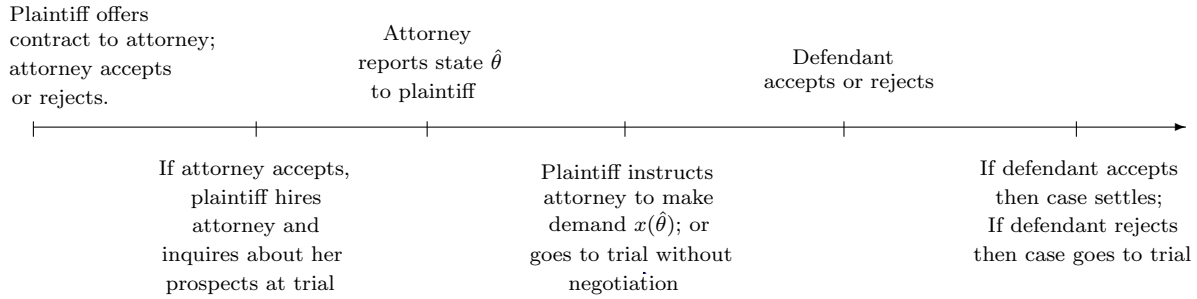 Plaintiff offers
contract to attorney;
attorney accepts
or rejects.
If attorney accepts,
plaintiff hires
attorney and
inquires about her
prospects at trial
Attorney
reports state θ̂
to plaintiff
Plaintiff instructs
attorney to make
demand x(θ̂); or
goes to trial without
negotiation
Defendant
accepts or rejects
If defendant accepts
then case settles;
If defendant rejects
then case goes to trial